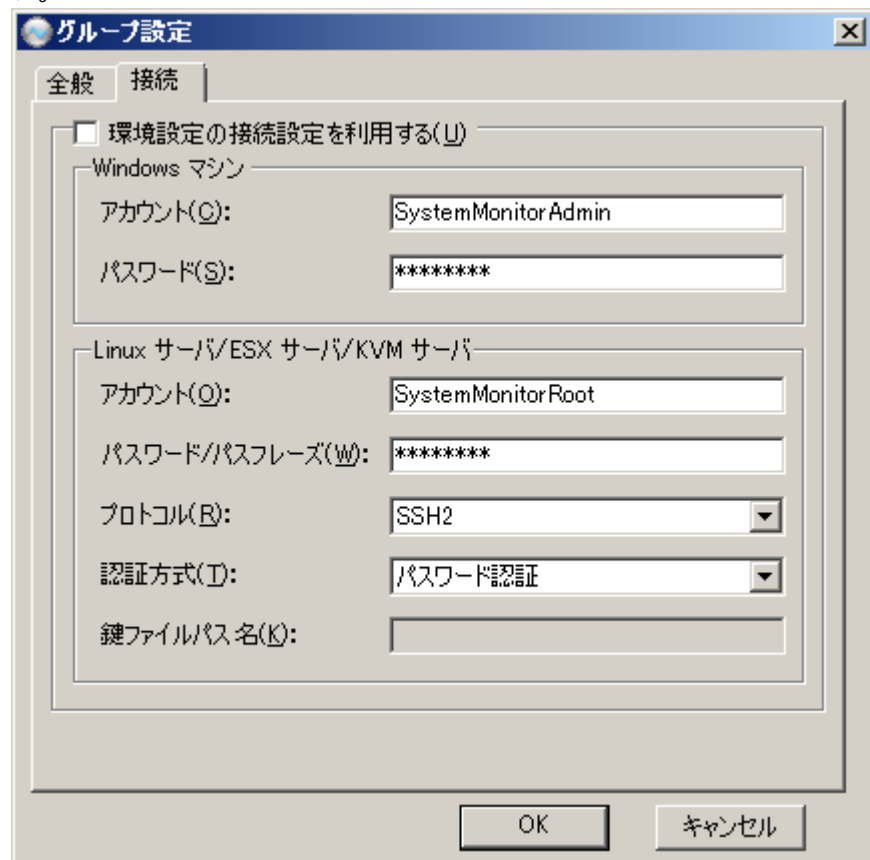 グループ設定
全般 接続
環境設定の接続設定を利用する(U)
Windows マシン
アカウント(C): SystemMonitorAdmin
パスワード(S): ********
Linux サーバ/ESX サーバ/KVM サーバ
アカウント(O): SystemMonitorRoot
パスワード/パスフレーズ(W): ********
プロトコル(R): SSH2
認証方式(T): パスワード認証
鍵ファイルパス名(K):
OK キャンセル